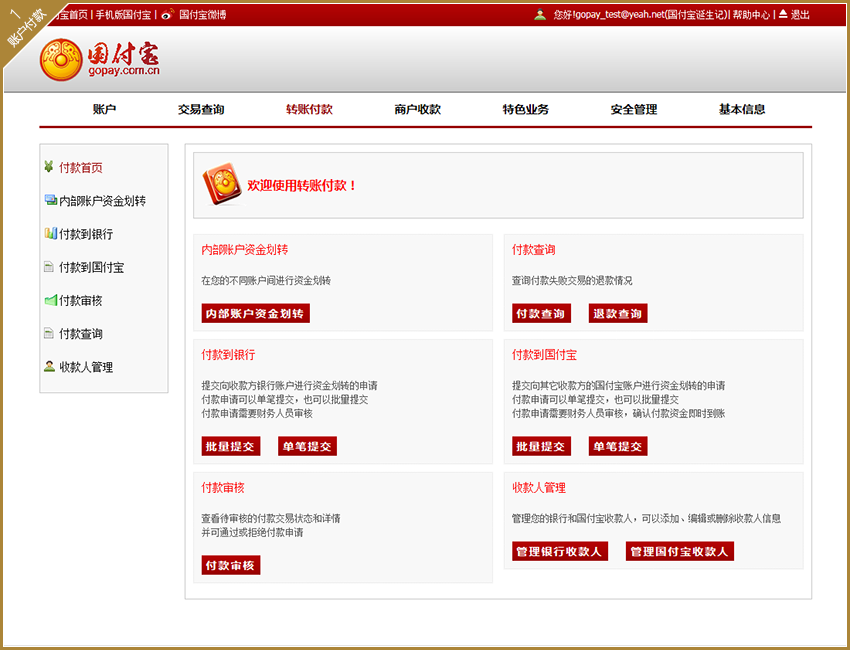 1
账户付款
宝首页 | 手机版国付宝 | 国付宝微博
您好!gopay_test@yeah.net(国付宝诞生记)| 帮助中心 | 退出
国付宝
gopay.com.cn
账户 交易查询 转账付款 商户收款 特色业务 安全管理 基本信息
付款首页
内部账户资金划转
付款到银行
付款到国付宝
付款审核
付款查询
收款人管理
欢迎使用转账付款！
内部账户资金划转
在您的不同账户间进行资金划转
内部账户资金划转
付款查询
查询付款失败交易的退款情况
付款查询 退款查询
付款到银行
提交向收款方银行账户进行资金划转的申请
付款申请可以单笔提交，也可以批量提交
付款申请需要财务人员审核
批量提交 单笔提交
付款到国付宝
提交向其它收款方的国付宝账户进行资金划转的申请
付款申请可以单笔提交，也可以批量提交
付款申请需要财务人员审核，确认付款资金即时到账
批量提交 单笔提交
付款审核
查看待审核的付款交易状态和详情
并可通过或拒绝付款申请
付款审核
收款人管理
管理您的银行和国付宝收款人，可以添加、编辑或删除收款人信息
管理银行收款人 管理国付宝收款人